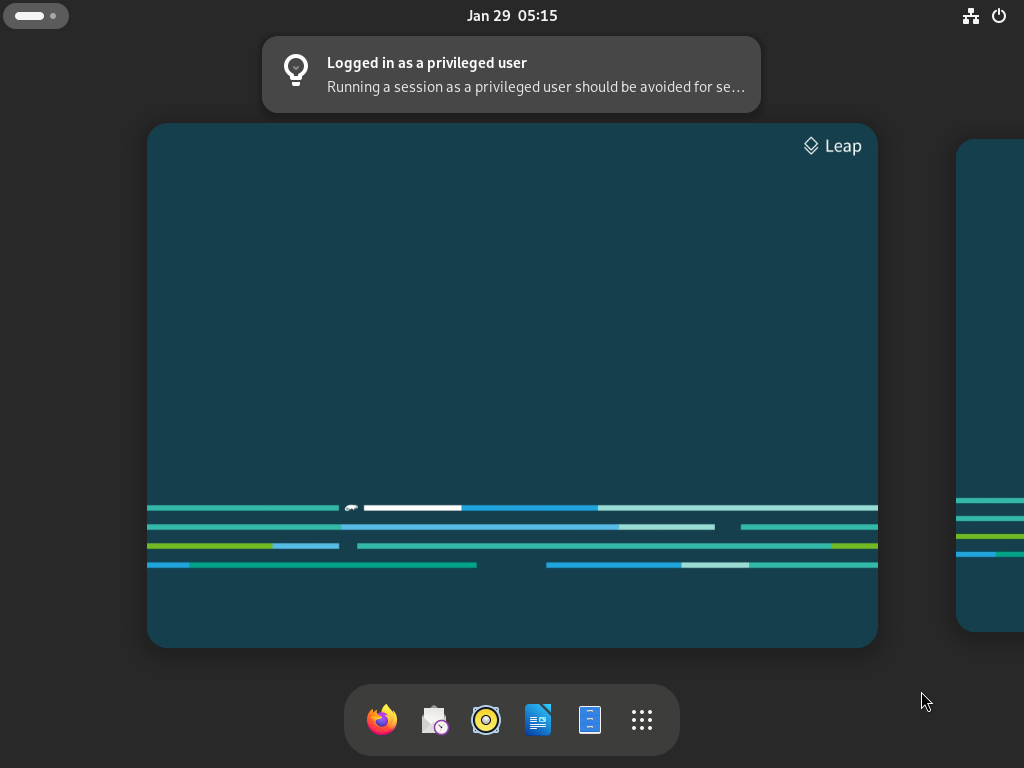 Jan 29 05:15
Logged in as a privileged user
Running a session as a privileged user should be avoided for se…
Leap